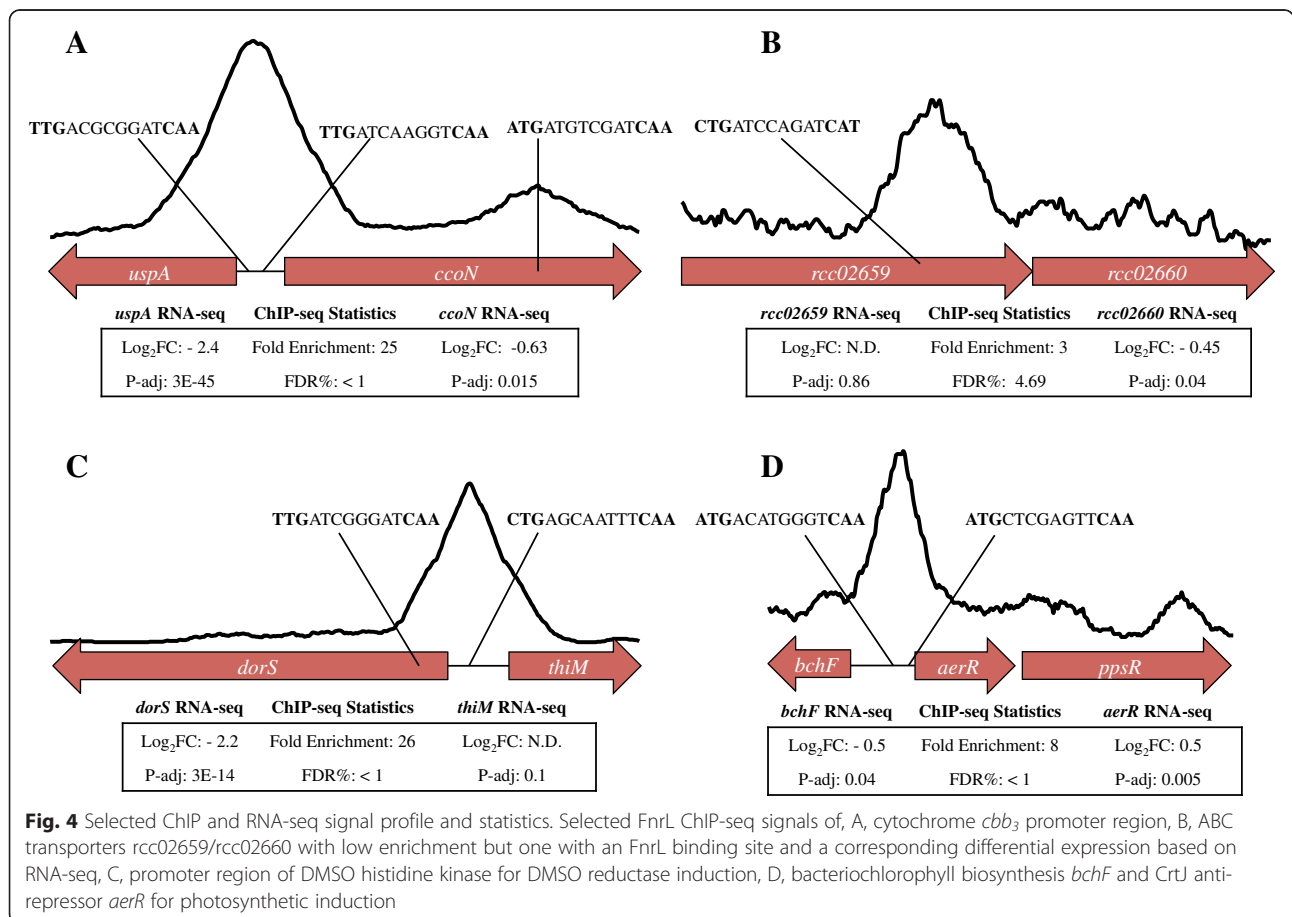 A
TTGACGCGGATCAA
TTGATCAAGGTCAA
ATGATGTCGATCAA
uspA
ccoN
uspA RNA-seq ChIP-seq Statistics ccoN RNA-seq
Log₂FC: - 2.4 Fold Enrichment: 25 Log₂FC: -0.63
P-adj: 3E-45 FDR%: < 1 P-adj: 0.015
B
CTGATCCAGATCAT
rcc02659
rcc02660
rcc02659 RNA-seq ChIP-seq Statistics rcc02660 RNA-seq
Log₂FC: N.D. Fold Enrichment: 3 Log₂FC: - 0.45
P-adj: 0.86 FDR%: 4.69 P-adj: 0.04
C
TTGATCGGGATCAA
CTGAGCAATTTCAA
dorS
thiM
dorS RNA-seq ChIP-seq Statistics thiM RNA-seq
Log₂FC: - 2.2 Fold Enrichment: 26 Log₂FC: N.D.
P-adj: 3E-14 FDR%: < 1 P-adj: 0.1
D
ATGACATGGGTCAA
ATGCTCGAGTTCAA
bchF
aerR
ppsR
bchF RNA-seq ChIP-seq Statistics aerR RNA-seq
Log₂FC: - 0.5 Fold Enrichment: 8 Log₂FC: 0.5
P-adj: 0.04 FDR%: < 1 P-adj: 0.005
Fig. 4 Selected ChIP and RNA-seq signal profile and statistics. Selected FnrL ChIP-seq signals of, A, cytochrome cbb₃ promoter region, B, ABC
transporters rcc02659/rcc02660 with low enrichment but one with an FnrL binding site and a corresponding differential expression based on
RNA-seq, C, promoter region of DMSO histidine kinase for DMSO reductase induction, D, bacteriochlorophyll biosynthesis bchF and CrtJ anti-
repressor aerR for photosynthetic induction